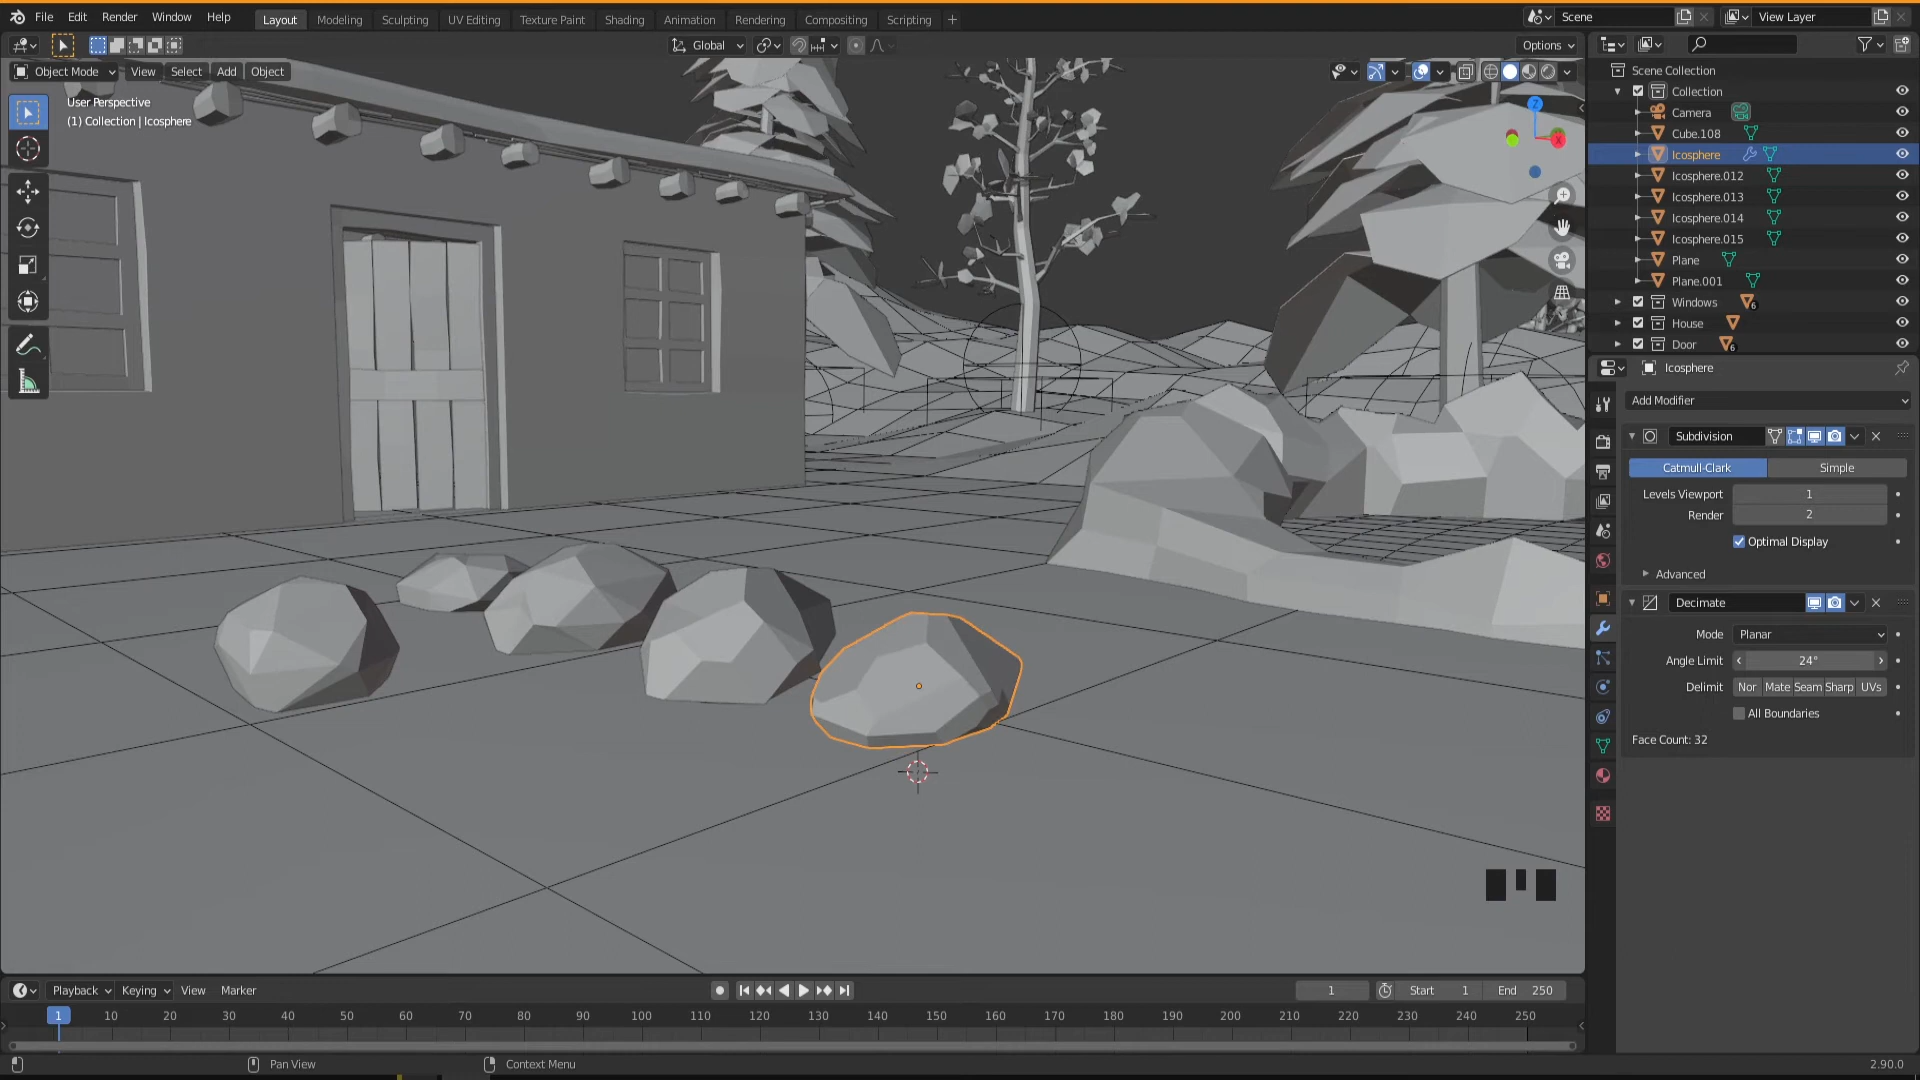 File Edit Render Window Help Layout Modeling Sculpting UV Editing Texture Paint Shading Animation Rendering Compositing Scripting + Scene View Layer
Global Options
Object Mode View Select Add Object
User Perspective
(1) Collection | Icosphere
Z
X
Scene Collection
Collection
Camera
Cube.108
Icosphere
Icosphere.012
Icosphere.013
Icosphere.014
Icosphere.015
Plane
Plane.001
Windows 6
House
Door 6
Icosphere
Add Modifier
Subdivision
Catmull-Clark Simple
Levels Viewport 1
Render 2
Optimal Display
Advanced
Decimate
Mode Planar
Angle Limit 24°
Delimit Nor Mate Seam Sharp UVs
All Boundaries
Face Count: 32
Playback Keying View Marker 1 Start 1 End 250
1 10 20 30 40 50 60 70 80 90 100 110 120 130 140 150 160 170 180 190 200 210 220 230 240 250
Pan View Context Menu 2.90.0